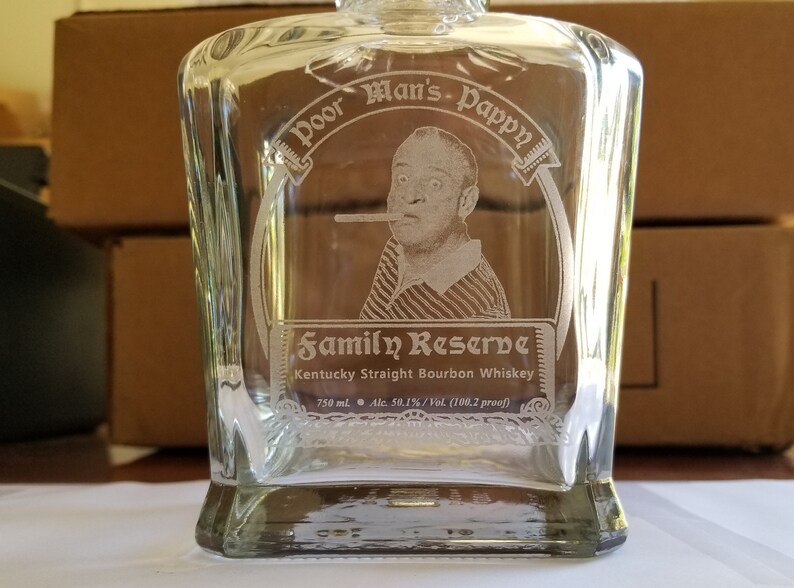 Poor Man's Pappy
Family Reserve
Kentucky Straight Bourbon Whiskey
750 ml. ● Alc. 50.1% / Vol. (100.2 proof)